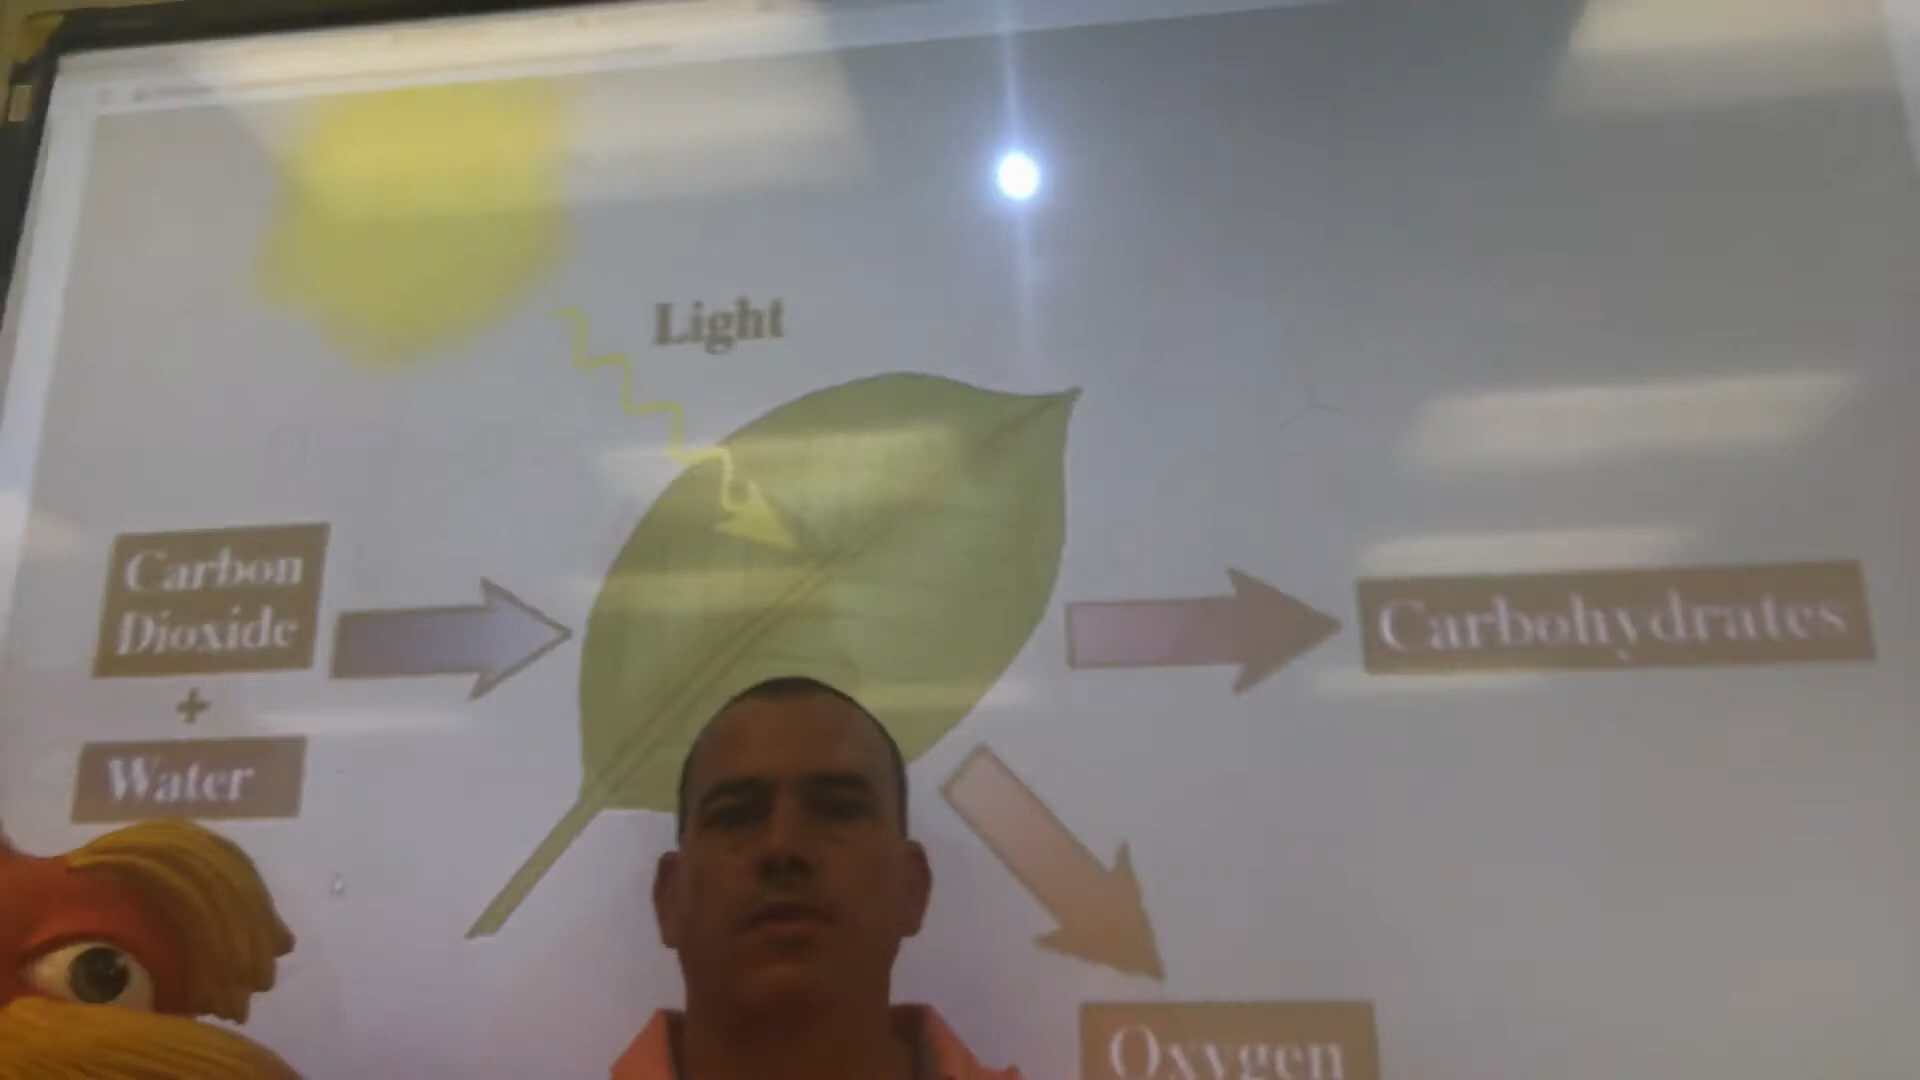 Light
Carbon
Dioxide
+
Water
Carbohydrates
Oxygen